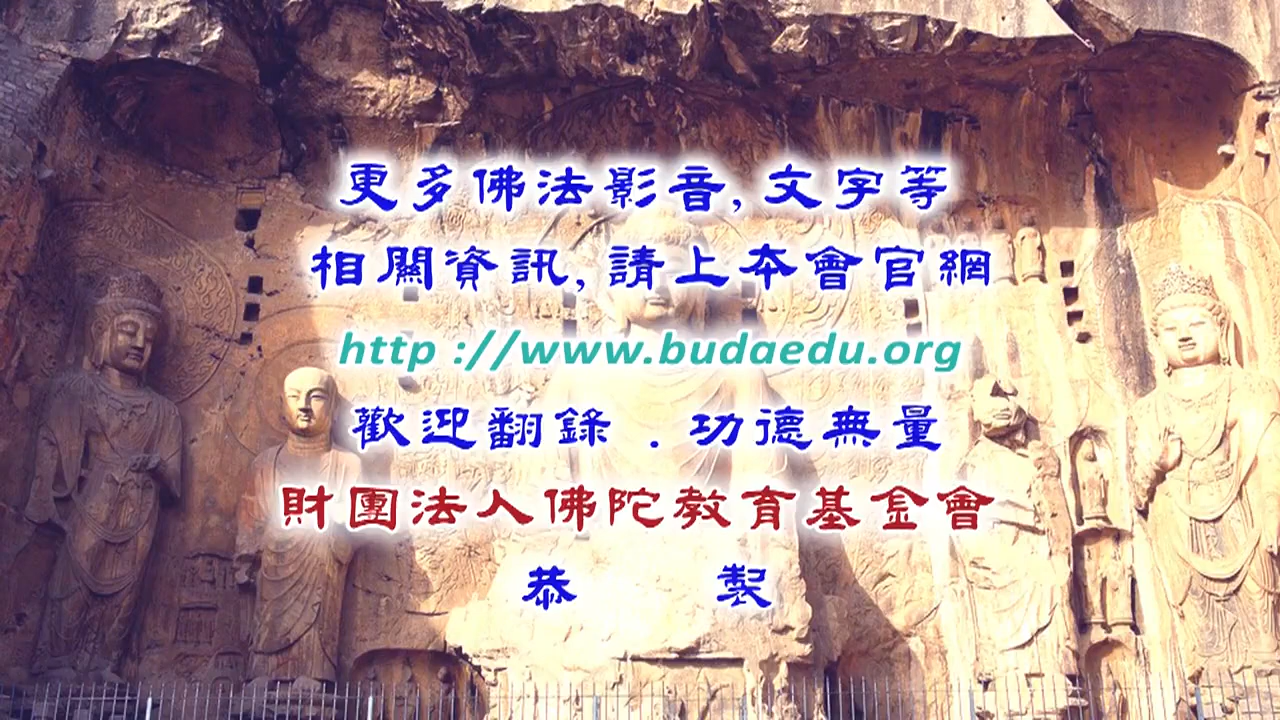 更多佛法影音,文字等
相關資訊,請上本會官網
http ://www.budaedu.org
歡迎翻錄 . 功德無量
財團法人佛陀教育基金會
恭 製